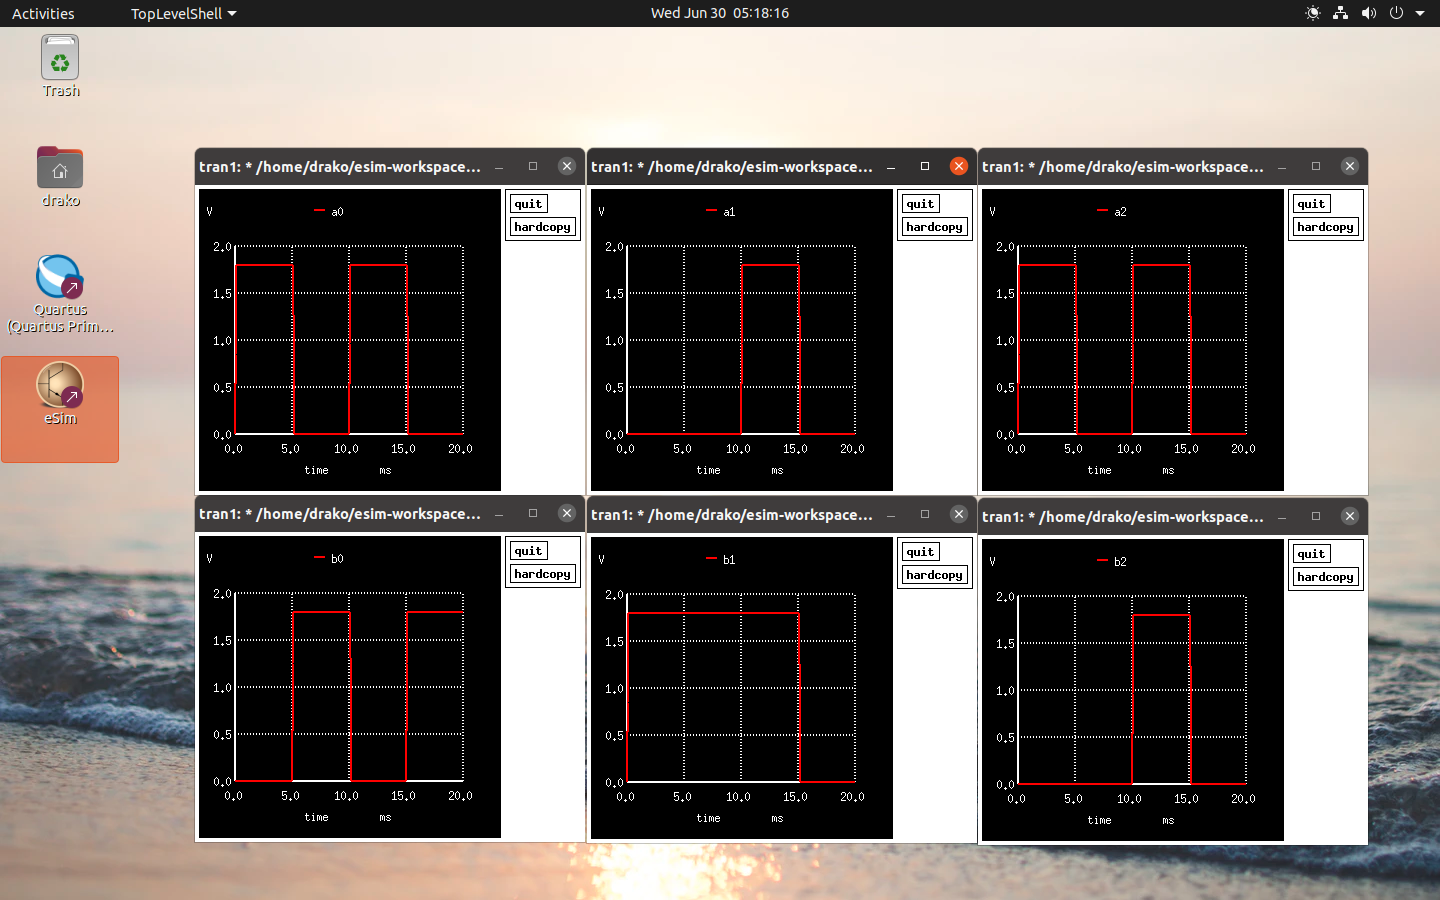 Activities
TopLevelShell
Wed Jun 30 05:18:16
Trash
drako
Quartus
(Quartus Prim...
eSim
tran1: * /home/drako/esim-workspace...
V
a0
quit
hardcopy
2.0
1.5
1.0
0.5
0.0
0.0 5.0 10.0 15.0 20.0
time ms
tran1: * /home/drako/esim-workspace...
V
a1
quit
hardcopy
2.0
1.5
1.0
0.5
0.0
0.0 5.0 10.0 15.0 20.0
time ms
tran1: * /home/drako/esim-workspace...
V
a2
quit
hardcopy
2.0
1.5
1.0
0.5
0.0
0.0 5.0 10.0 15.0 20.0
time ms
tran1: * /home/drako/esim-workspace...
V
b0
quit
hardcopy
2.0
1.5
1.0
0.5
0.0
0.0 5.0 10.0 15.0 20.0
time ms
tran1: * /home/drako/esim-workspace...
V
b1
quit
hardcopy
2.0
1.5
1.0
0.5
0.0
0.0 5.0 10.0 15.0 20.0
time ms
tran1: * /home/drako/esim-workspace...
V
b2
quit
hardcopy
2.0
1.5
1.0
0.5
0.0
0.0 5.0 10.0 15.0 20.0
time ms